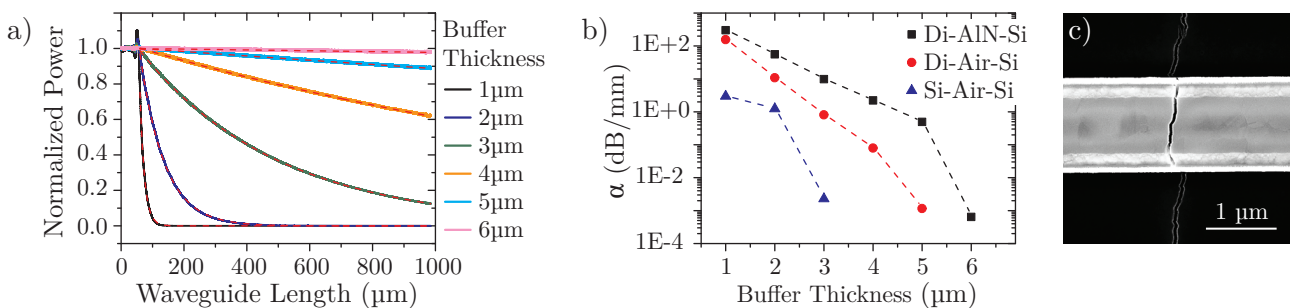 a)
Normalized Power
1.0
0.8
0.6
0.4
0.2
0.0
0
200
400
600
800
1000
Waveguide Length (µm)
Buffer
Thickness
1µm
2µm
3µm
4µm
5µm
6µm
b)
α (dB/mm)
1E+2
1E+0
1E-2
1E-4
1
2
3
4
5
6
Buffer Thickness (µm)
Di-AlN-Si
Di-Air-Si
Si-Air-Si
c)
1 µm